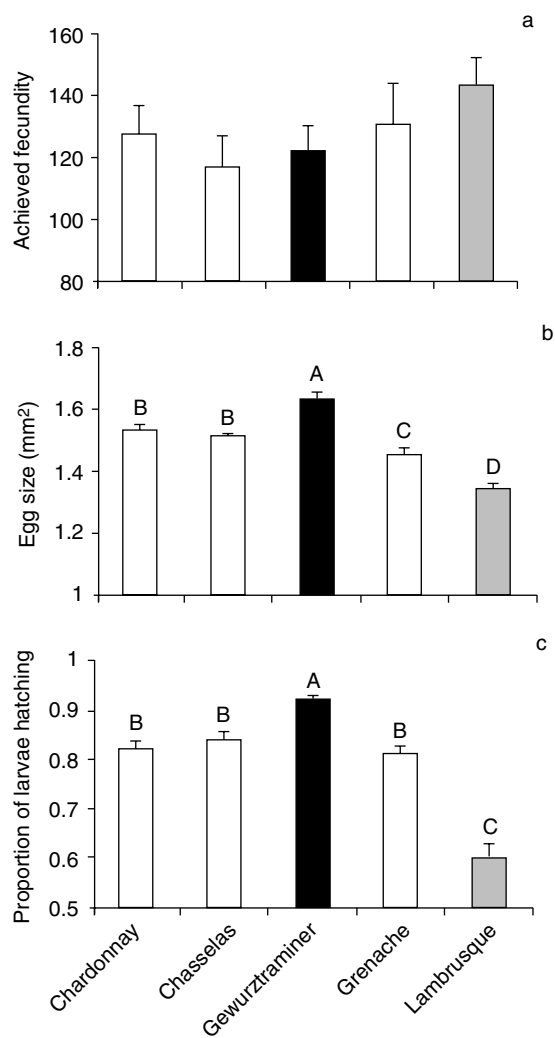 a
Achieved fecundity
160
140
120
100
80
b
Egg size (mm²)
1.8
1.6
1.4
1.2
1
B
B
A
C
D
c
Proportion of larvae hatching
1
0.9
0.8
0.7
0.6
0.5
B
B
A
B
C
Chardonnay
Chasselas
Gewurztraminer
Grenache
Lambrusque